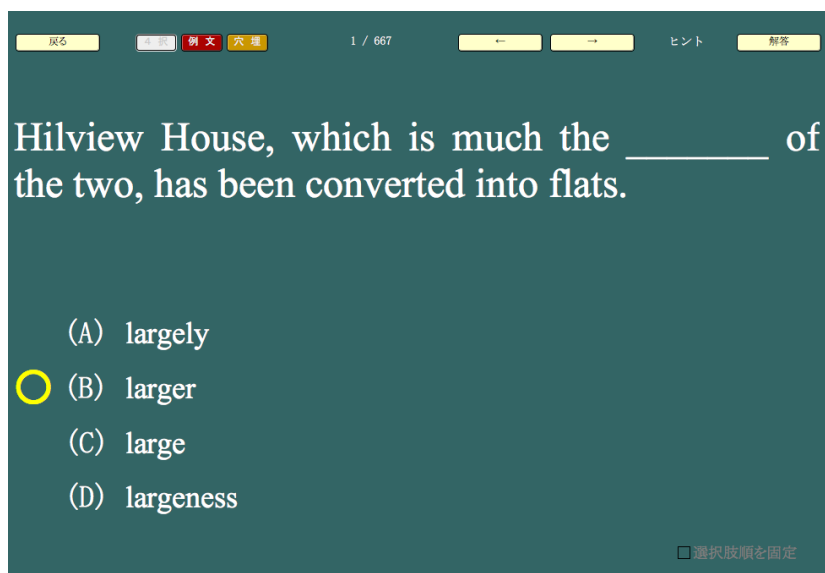 戻る 4 択 例 文 穴 埋 1 / 667 ← → ヒント 解答
Hilview House, which is much the _______ of
the two, has been converted into flats.
(A) largely
(B) larger
(C) large
(D) largeness
選択肢順を固定